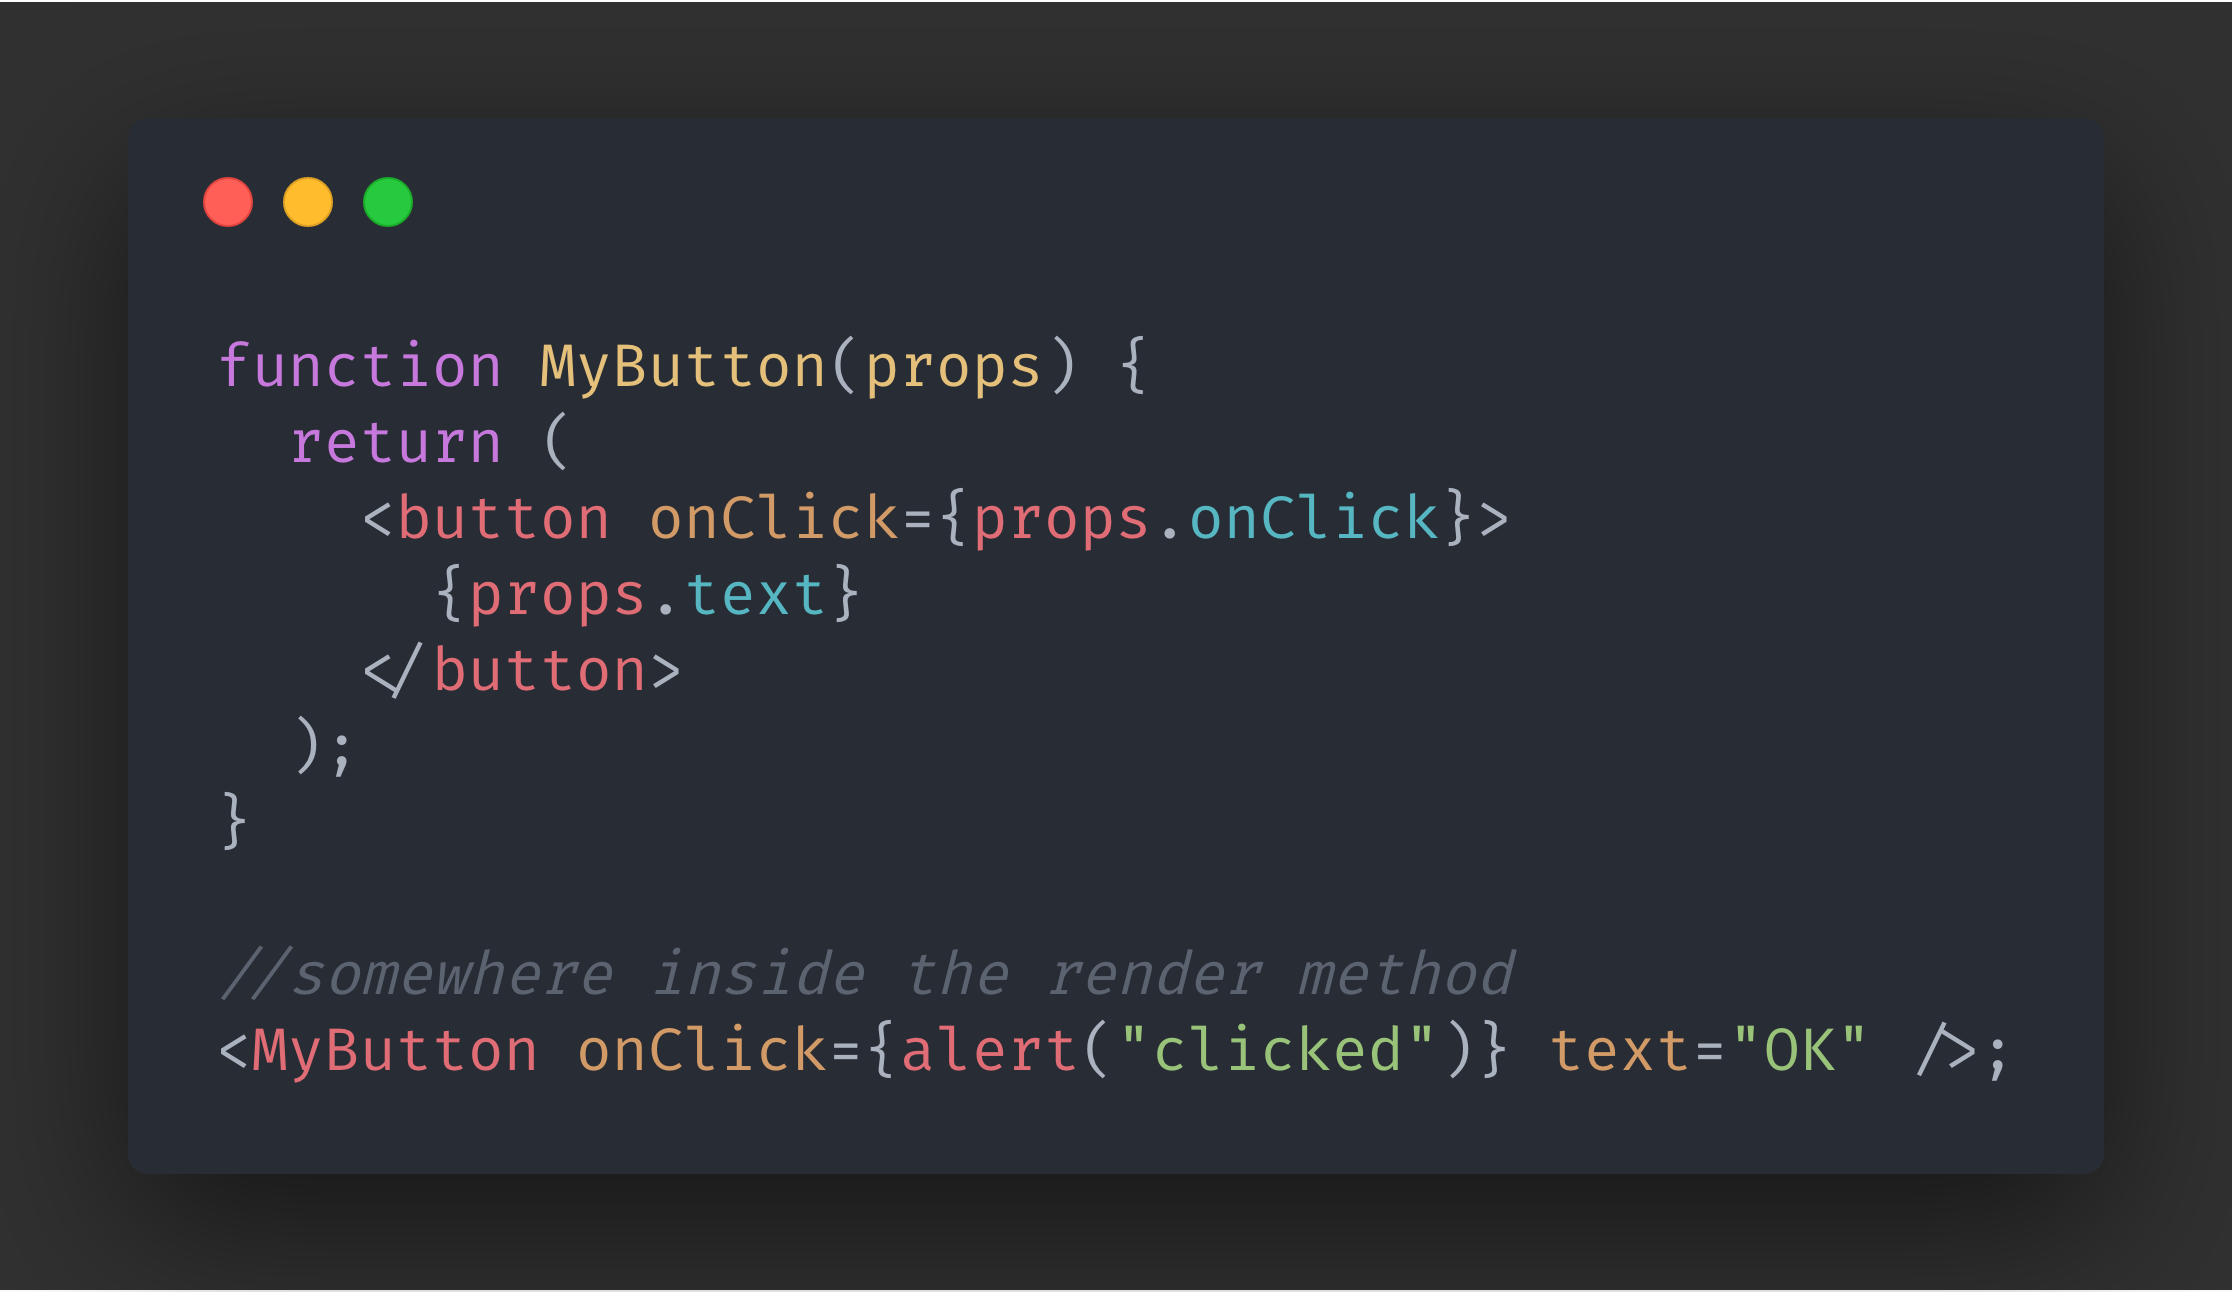 function MyButton(props) {
  return (
    <button onClick={props.onClick}>
      {props.text}
    </button>
  );
}

//somewhere inside the render method
<MyButton onClick={alert("clicked")} text="OK" />;